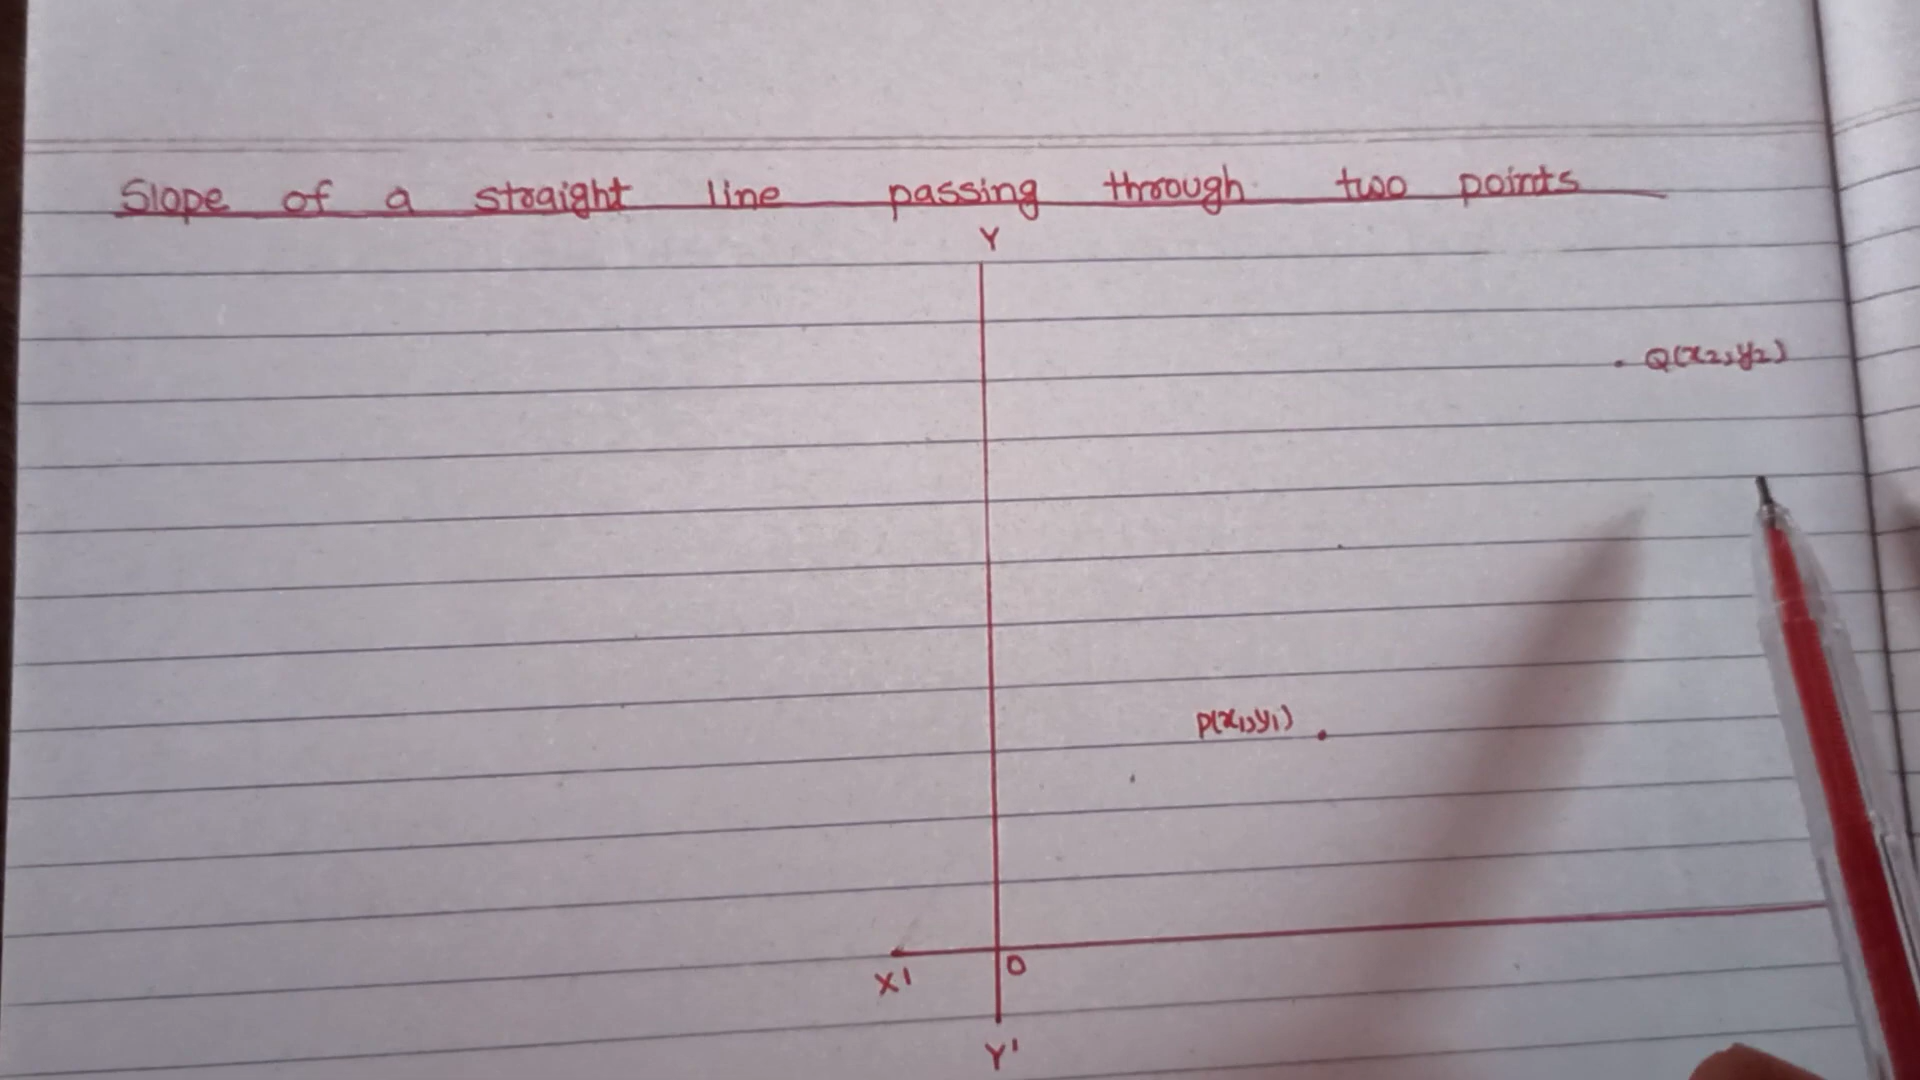 Slope of a straight line passing through two points
Y
Q(x2, y2)
P(x1, y1)
X'
O
Y'